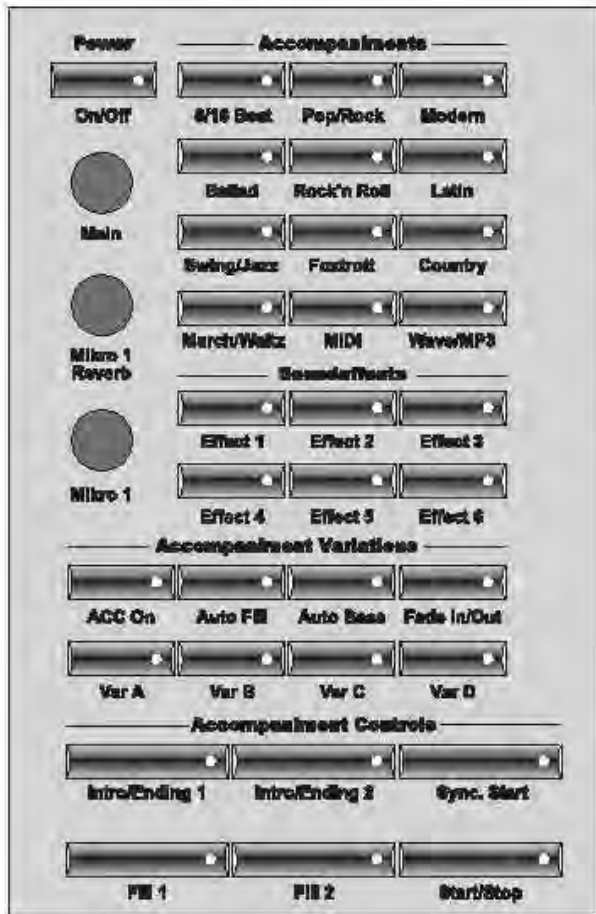 Power
Accompaniments
On/Off
8/16 Beat
Pop/Rock
Modern
Ballad
Rock'n Roll
Latin
Main
Swing/Jazz
Foxtrott
Country
March/Waltz
MIDI
Wave/MP3
Mikro 1
Reverb
Soundeffects
Effect 1
Effect 2
Effect 3
Mikro 1
Effect 4
Effect 5
Effect 6
Accompaniment Variations
ACC On
Auto Fill
Auto Bass
Fade In/Out
Var A
Var B
Var C
Var D
Accompaniment Controls
Intro/Ending 1
Intro/Ending 2
Sync. Start
Fill 1
Fill 2
Start/Stop